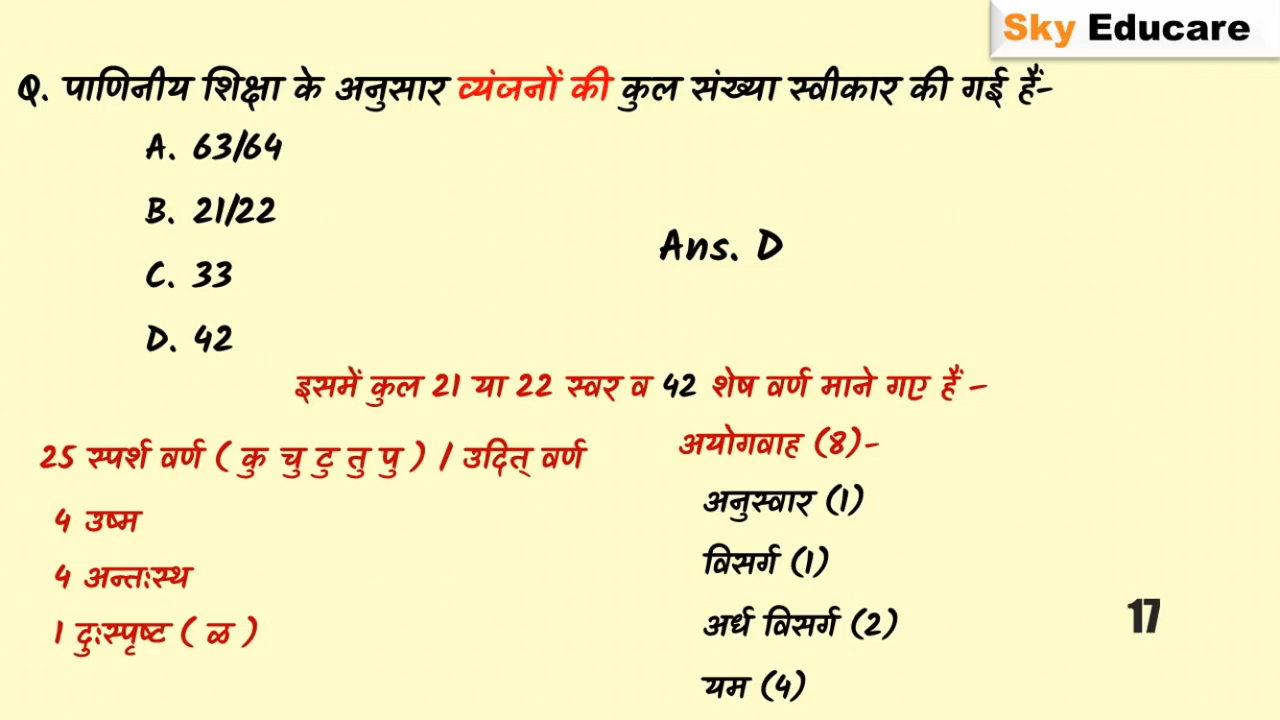 Sky Educare
Q. पाणिनीय शिक्षा के अनुसार व्यंजनों की कुल संख्या स्वीकार की गई हैं-
A. 63/64
B. 21/22
C. 33
D. 42
Ans. D
इसमें कुल 21 या 22 स्वर व 42 शेष वर्ण माने गए हैं –
25 स्पर्श वर्ण ( कु चु टु तु पु ) / उदित् वर्ण
4 उष्म
4 अन्तःस्थ
1 दुःस्पृष्ट ( ळ )
अयोगवाह (8)-
अनुस्वार (1)
विसर्ग (1)
अर्ध विसर्ग (2)
यम (4)
17